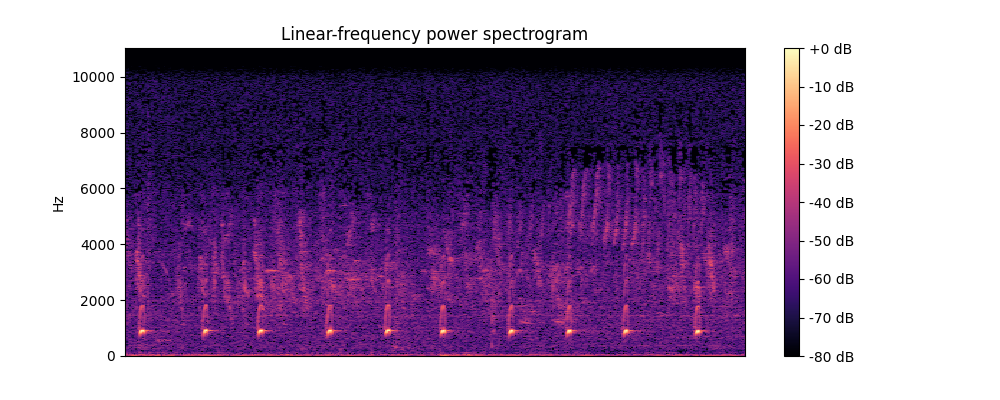 Linear-frequency power spectrogram
Hz
10000
8000
6000
4000
2000
0
+0 dB
-10 dB
-20 dB
-30 dB
-40 dB
-50 dB
-60 dB
-70 dB
-80 dB